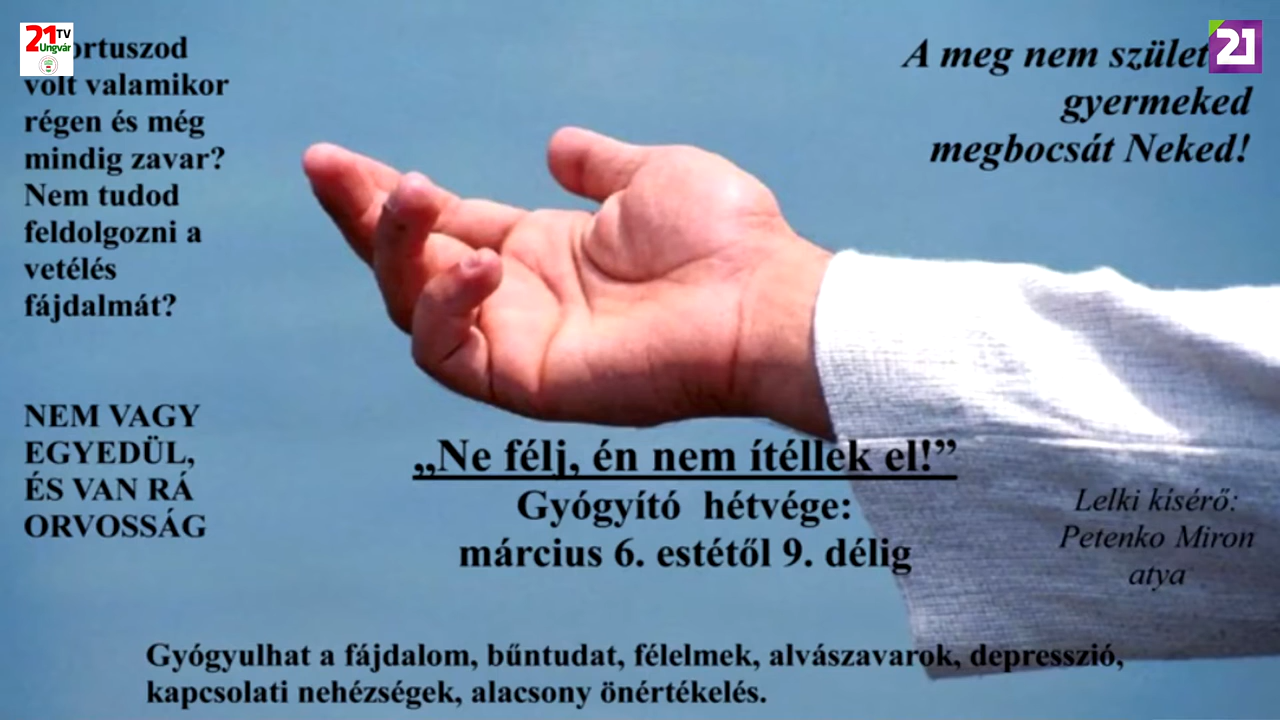 21 TV
Ungvár
21
volt valamikor
régen és még
mindig zavar?
Nem tudod
feldolgozni a
vetélés
fájdalmát?
A meg nem
gyermeked
megbocsát Neked!
NEM VAGY
EGYEDÜL,
ÉS VAN RÁ
ORVOSSÁG
„Ne félj, én nem ítéllek el!”
Gyógyító hétvége:
március 6. estétől 9. délig
Lelki kísérő:
Petenko Miron
atya
Gyógyulhat a fájdalom, bűntudat, félelmek, alvászavarok, depresszió,
kapcsolati nehézségek, alacsony önértékelés.